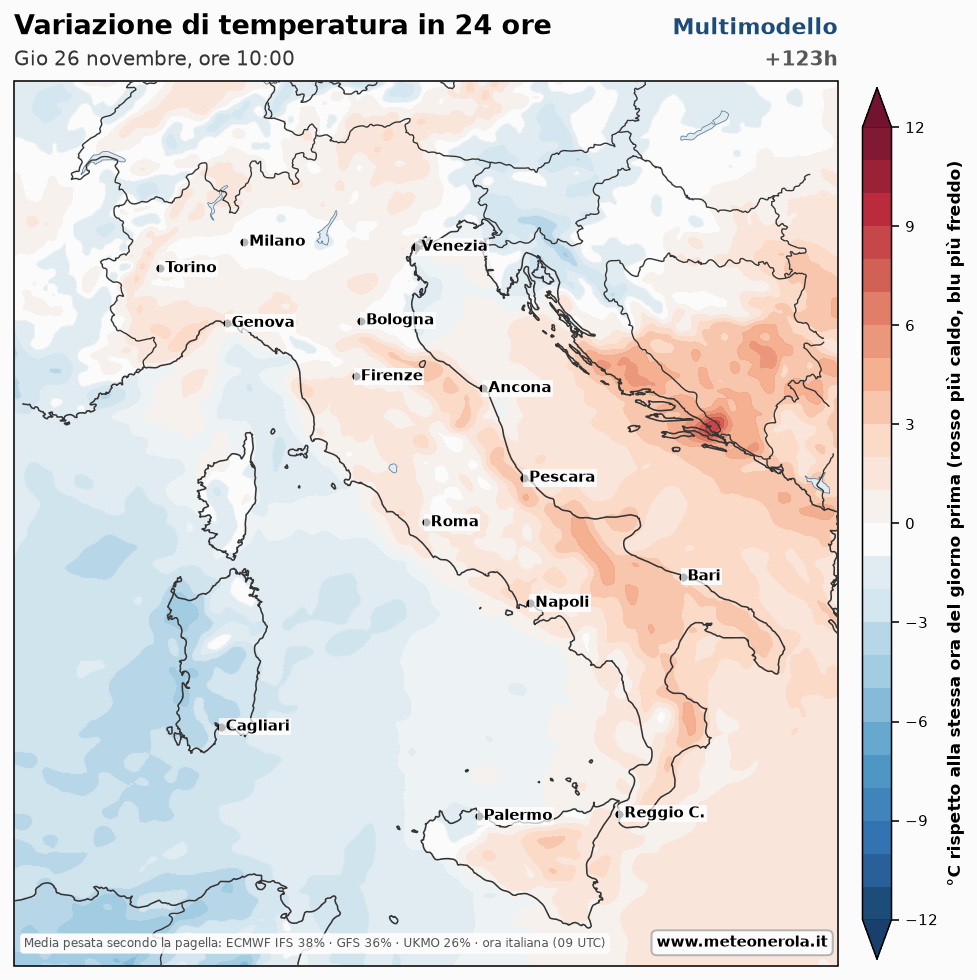 Variazione di temperatura in 24 ore
Multimodello
Gio 26 novembre, ore 10:00
+123h
Milano
Venezia
Torino
Genova
Bologna
Firenze
Ancona
Pescara
Roma
Bari
Napoli
Cagliari
Palermo
Reggio C.
12
9
6
3
0
−3
−6
−9
−12
°C rispetto alla stessa ora del giorno prima (rosso più caldo, blu più freddo)
Media pesata secondo la pagella: ECMWF IFS 38% · GFS 36% · UKMO 26% · ora italiana (09 UTC)
www.meteonerola.it